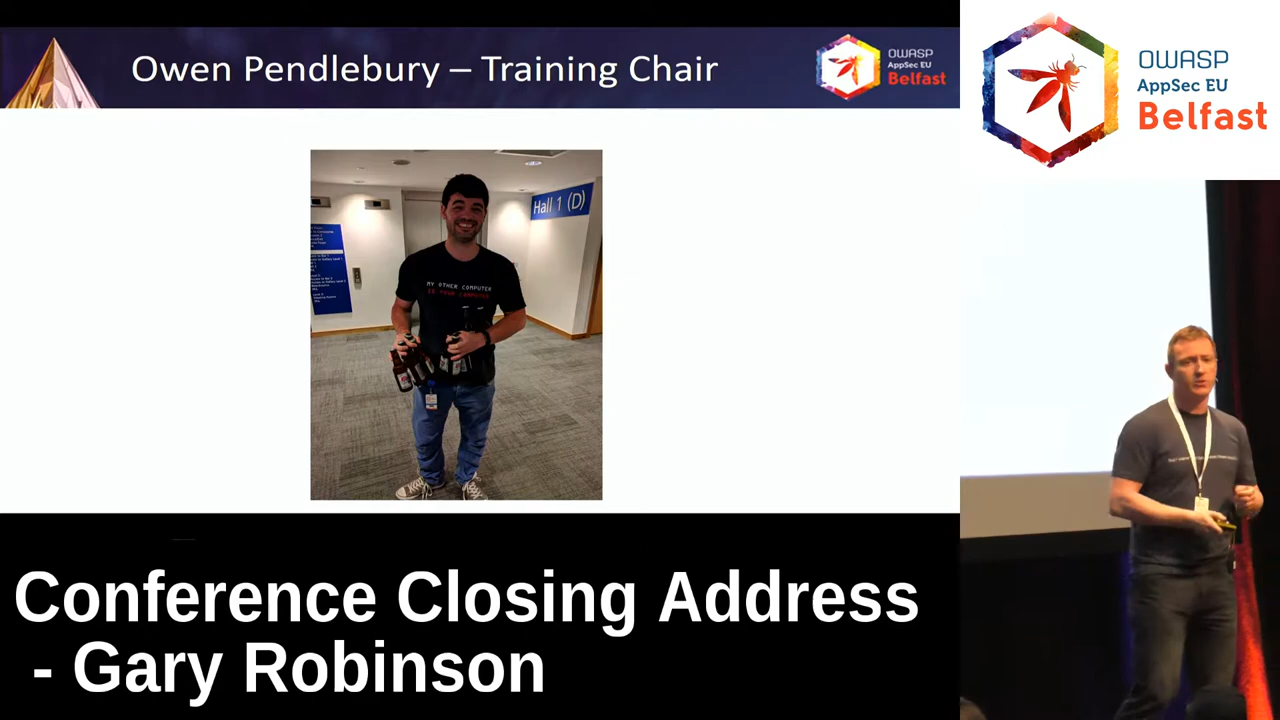 Owen Pendlebury – Training Chair
OWASP
AppSec EU
Belfast
OWASP
AppSec EU
Belfast
Hall 1 (D)
MY OTHER COMPUTER
IS YOUR COMPUTER
Conference Closing Address
- Gary Robinson